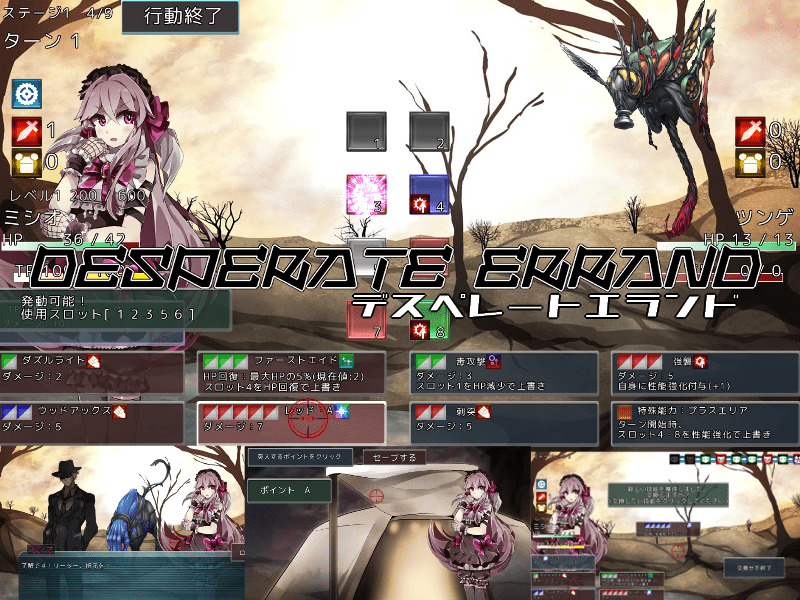 ステージ1 4/9
行動終了
ターン 1
1
0
0
0
1
2
3
4
7
8
レベル1 200 / 600
ミシオ
HP 36 / 42
ツンゲ
HP 13 / 13
DESPERATE ERRAND
デスペレートエランド
発動可能!
使用スロット[ 1 2 3 5 6 ]
ダズルライト
ダメージ:2
ファーストエイド
HP回復:最大HPの5%(現在値:2)
スロット4をHP回復で上書き
毒攻撃
ダメージ:3
スロット1をHP減少で上書き
強襲
ダメージ:5
自身に性能強化付与(+1)
ウッドアックス
ダメージ:5
レッド:A
ダメージ:7
刺突
ダメージ:5
特殊能力:プラスエリア
ターン開始時、
スロット4・8を性能強化で上書き
突入するポイントをクリック
セーブする
ポイント A